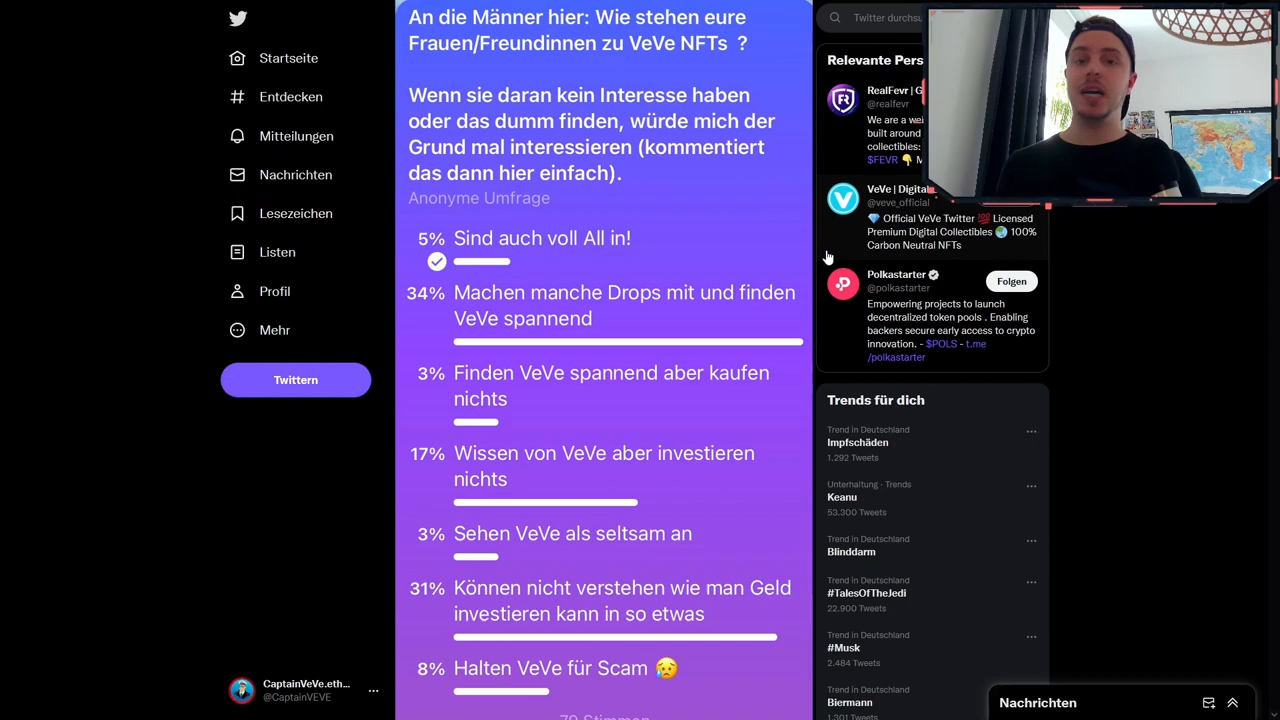 Startseite
Entdecken
Mitteilungen
Nachrichten
Lesezeichen
Listen
Profil
Mehr
Twittern
CaptainVeVe.eth...
@CaptainVEVE
An die Männer hier: Wie stehen eure
Frauen/Freundinnen zu VeVe NFTs ?
Wenn sie daran kein Interesse haben
oder das dumm finden, würde mich der
Grund mal interessieren (kommentiert
das dann hier einfach).
Anonyme Umfrage
5% Sind auch voll All in!
34% Machen manche Drops mit und finden
VeVe spannend
3% Finden VeVe spannend aber kaufen
nichts
17% Wissen von VeVe aber investieren
nichts
3% Sehen VeVe als seltsam an
31% Können nicht verstehen wie man Geld
investieren kann in so etwas
8% Halten VeVe für Scam 😥
Stimmen
Twitter durchsu
Relevante Pers
RealFevr | G
@realfevr
We are a wei
built around
collectibles:
$FEVR 👇 M
VeVe | Digital
@veve_official
💎 Official VeVe Twitter 💯 Licensed
Premium Digital Collectibles 🌏 100%
Carbon Neutral NFTs
Polkastarter
@polkastarter
Folgen
Empowering projects to launch
decentralized token pools . Enabling
backers secure early access to crypto
innovation. - $POLS - t.me
/polkastarter
Trends für dich
Trend in Deutschland
Impfschäden
1.292 Tweets
Unterhaltung · Trends
Keanu
53.300 Tweets
Trend in Deutschland
Blinddarm
Trend in Deutschland
#TalesOfTheJedi
22.900 Tweets
Trend in Deutschland
#Musk
2.484 Tweets
Trend in Deutschland
Biermann
1.301 Tweets
Nachrichten